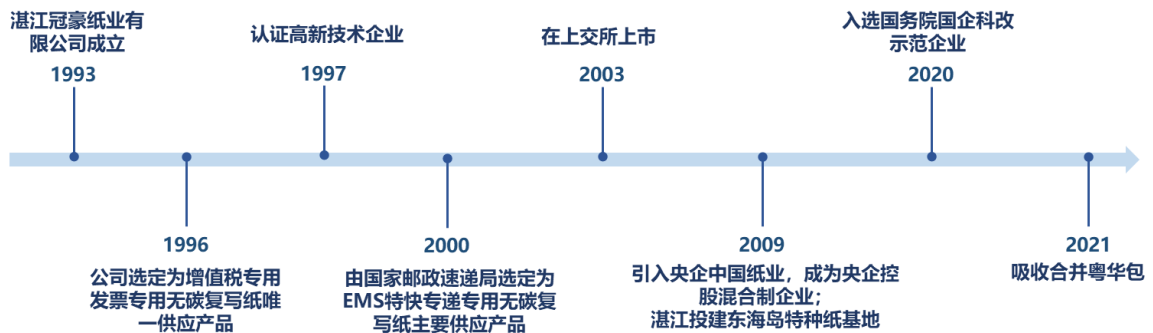 湛江冠豪纸业有
限公司成立
1993
认证高新技术企业
1997
在上交所上市
2003
入选国务院国企科改
示范企业
2020
1996
公司选定为增值税专用
发票专用无碳复写纸唯
一供应产品
2000
由国家邮政速递局选定为
EMS特快专递专用无碳复
写纸主要供应产品
2009
引入央企中国纸业，成为央企控
股混合制企业；
湛江投建东海岛特种纸基地
2021
吸收合并粤华包